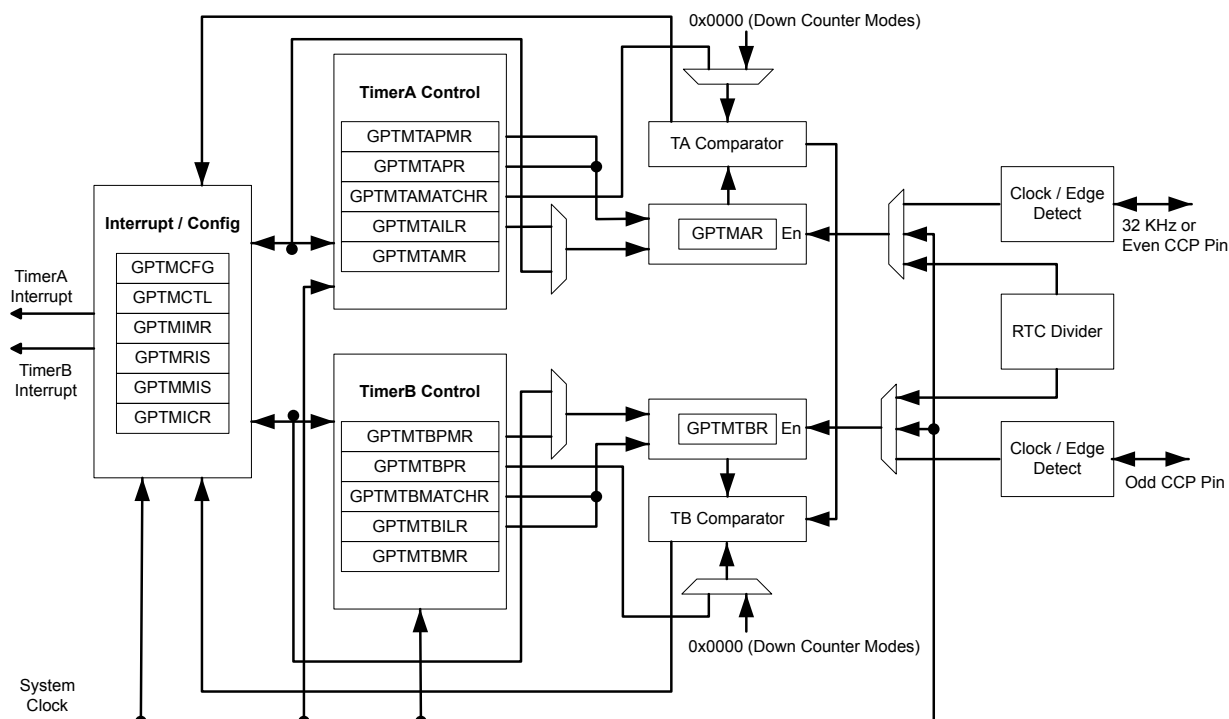 0x0000 (Down Counter Modes)
TimerA Control
GPTMTAPMR
GPTMTAPR
GPTMTAMATCHR
GPTMTAILR
GPTMTAMR
TA Comparator
GPTMAR
En
Clock / Edge
Detect
32 KHz or
Even CCP Pin
Interrupt / Config
GPTMCFG
GPTMCTL
GPTMIMR
GPTMRIS
GPTMMIS
GPTMICR
TimerA
Interrupt
TimerB
Interrupt
RTC Divider
TimerB Control
GPTMTBPMR
GPTMTBPR
GPTMTBMATCHR
GPTMTBILR
GPTMTBMR
GPTMTBR
En
TB Comparator
Clock / Edge
Detect
Odd CCP Pin
0x0000 (Down Counter Modes)
System
Clock